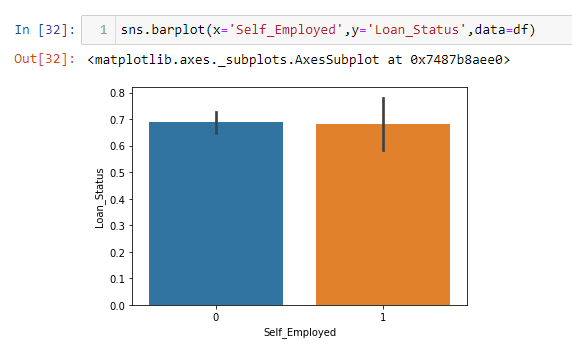 In [32]: 1 sns.barplot(x='Self_Employed',y='Loan_Status',data=df)
Out[32]: <matplotlib.axes._subplots.AxesSubplot at 0x7487b8aee0>
0.8
0.7
0.6
0.5
0.4
0.3
0.2
0.1
0.0
Loan_Status
0 1
Self_Employed